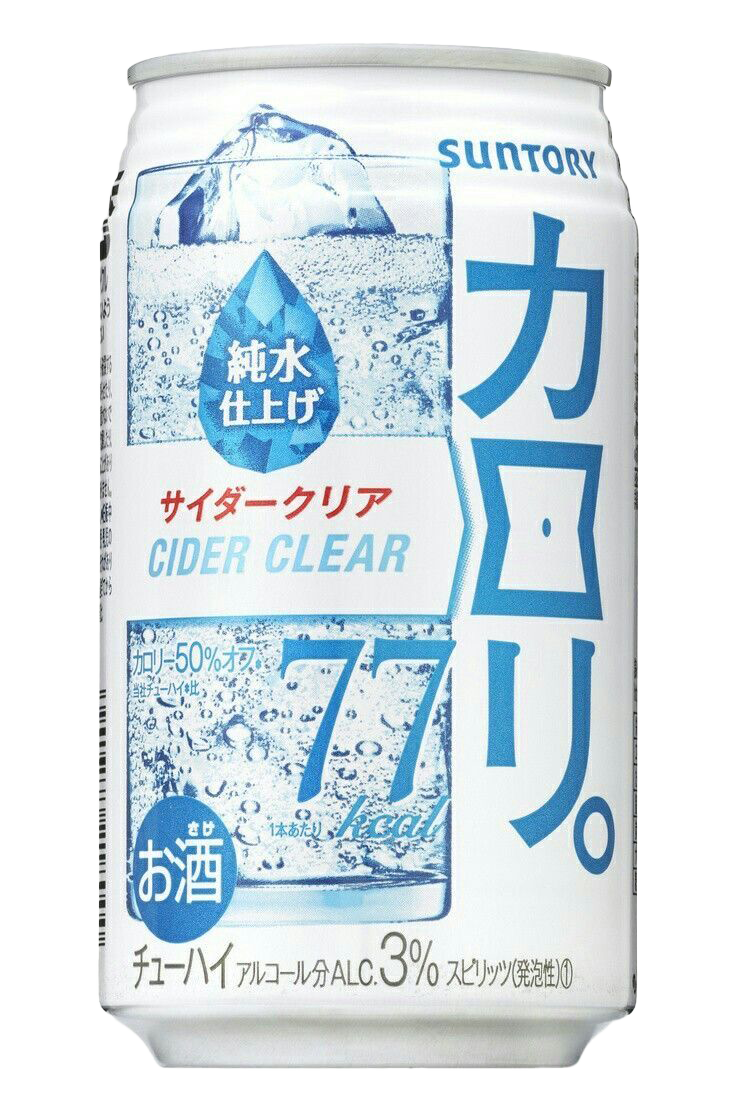 SUNTORY
カロリ。
純水
仕上げ
サイダークリア
CIDER CLEAR
カロリー50%オフ*
当社チューハイ*比
77
1本あたり kcal
さけ
お酒
チューハイ アルコール分ALC.3% スピリッツ(発泡性)①